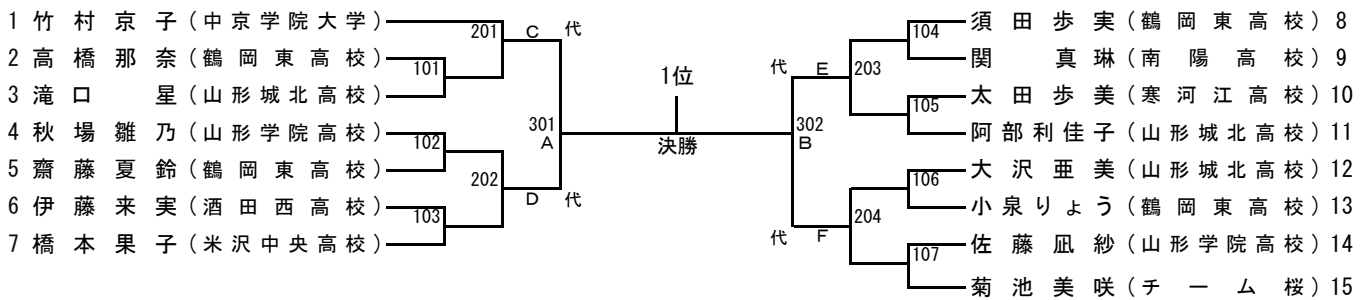 1 竹村京子(中京学院大学)
2 高橋那奈(鶴岡東高校)
3 滝口 星(山形城北高校)
4 秋場雛乃(山形学院高校)
5 齋藤夏鈴(鶴岡東高校)
6 伊藤来実(酒田西高校)
7 橋本果子(米沢中央高校)
201
101
102
202
103
C
代
301
A
D
代
1位
決勝
代
E
302
B
代
F
203
204
104
105
106
107
須田歩実(鶴岡東高校) 8
関 真琳(南陽高校) 9
太田歩美(寒河江高校) 10
阿部利佳子(山形城北高校) 11
大沢亜美(山形城北高校) 12
小泉りょう(鶴岡東高校) 13
佐藤凪紗(山形学院高校) 14
菊池美咲(チーム桜) 15